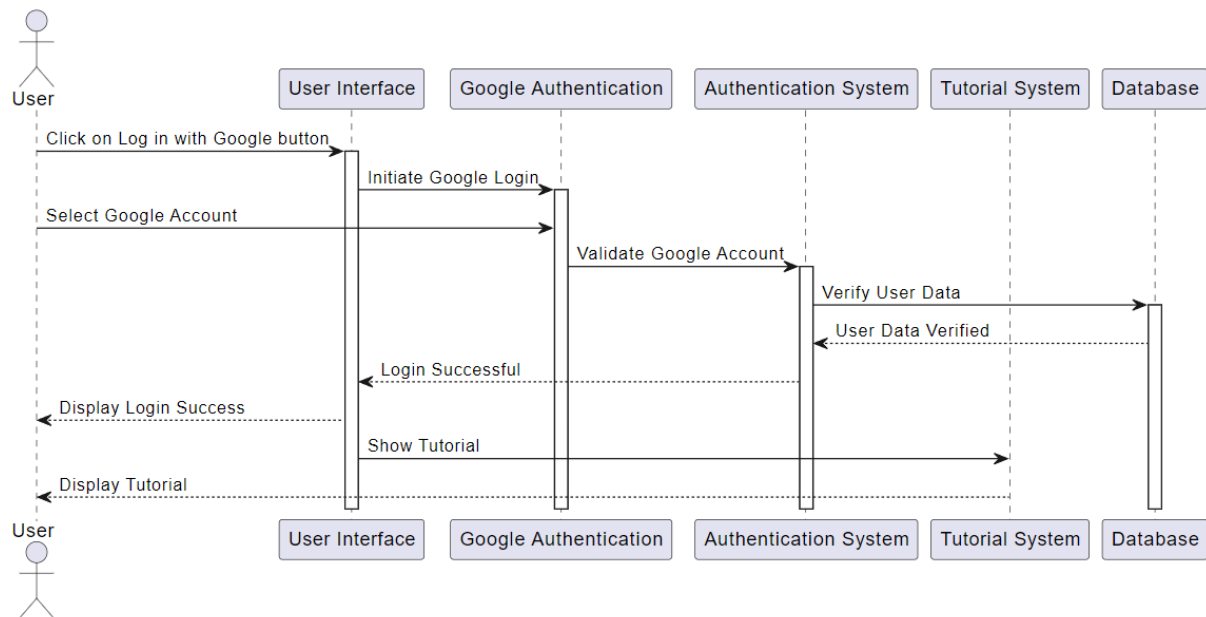 User
User Interface
Google Authentication
Authentication System
Tutorial System
Database
Click on Log in with Google button
Initiate Google Login
Select Google Account
Validate Google Account
Verify User Data
User Data Verified
Login Successful
Display Login Success
Show Tutorial
Display Tutorial
User
User Interface
Google Authentication
Authentication System
Tutorial System
Database